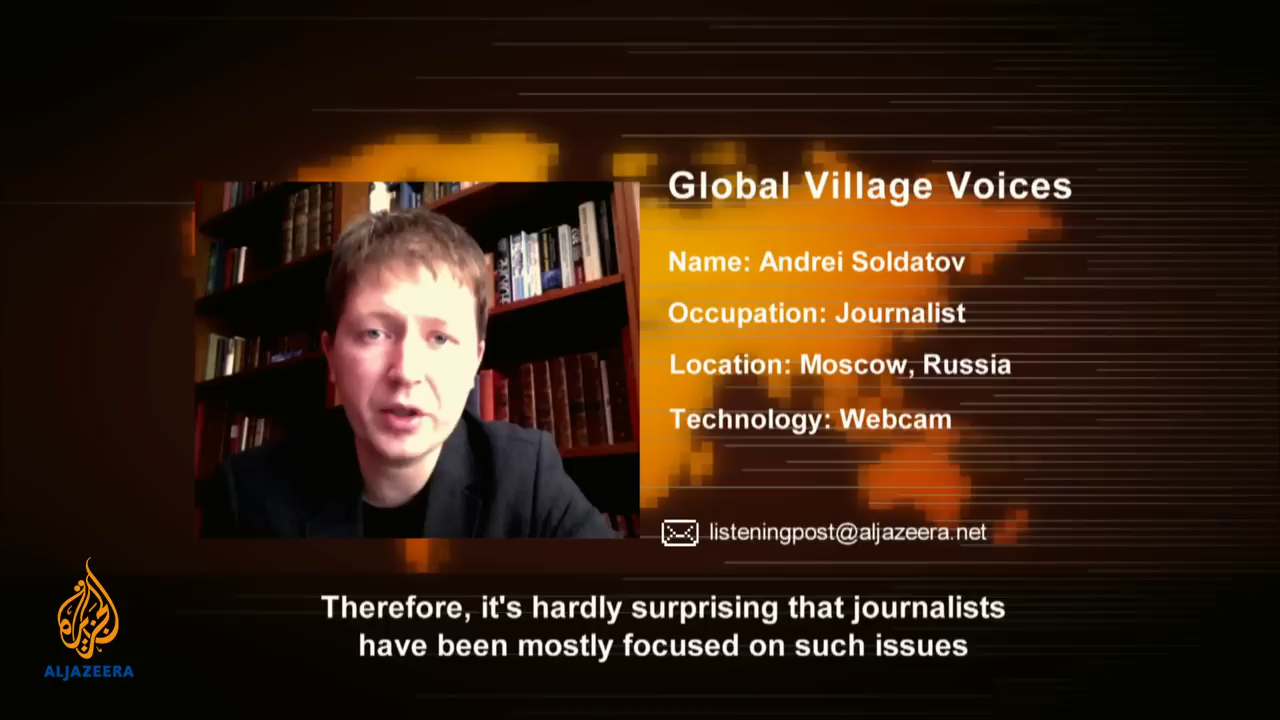 Global Village Voices
Name: Andrei Soldatov
Occupation: Journalist
Location: Moscow, Russia
Technology: Webcam
listeningpost@aljazeera.net
Therefore, it's hardly surprising that journalists
have been mostly focused on such issues
الجزيرة
ALJAZEERA